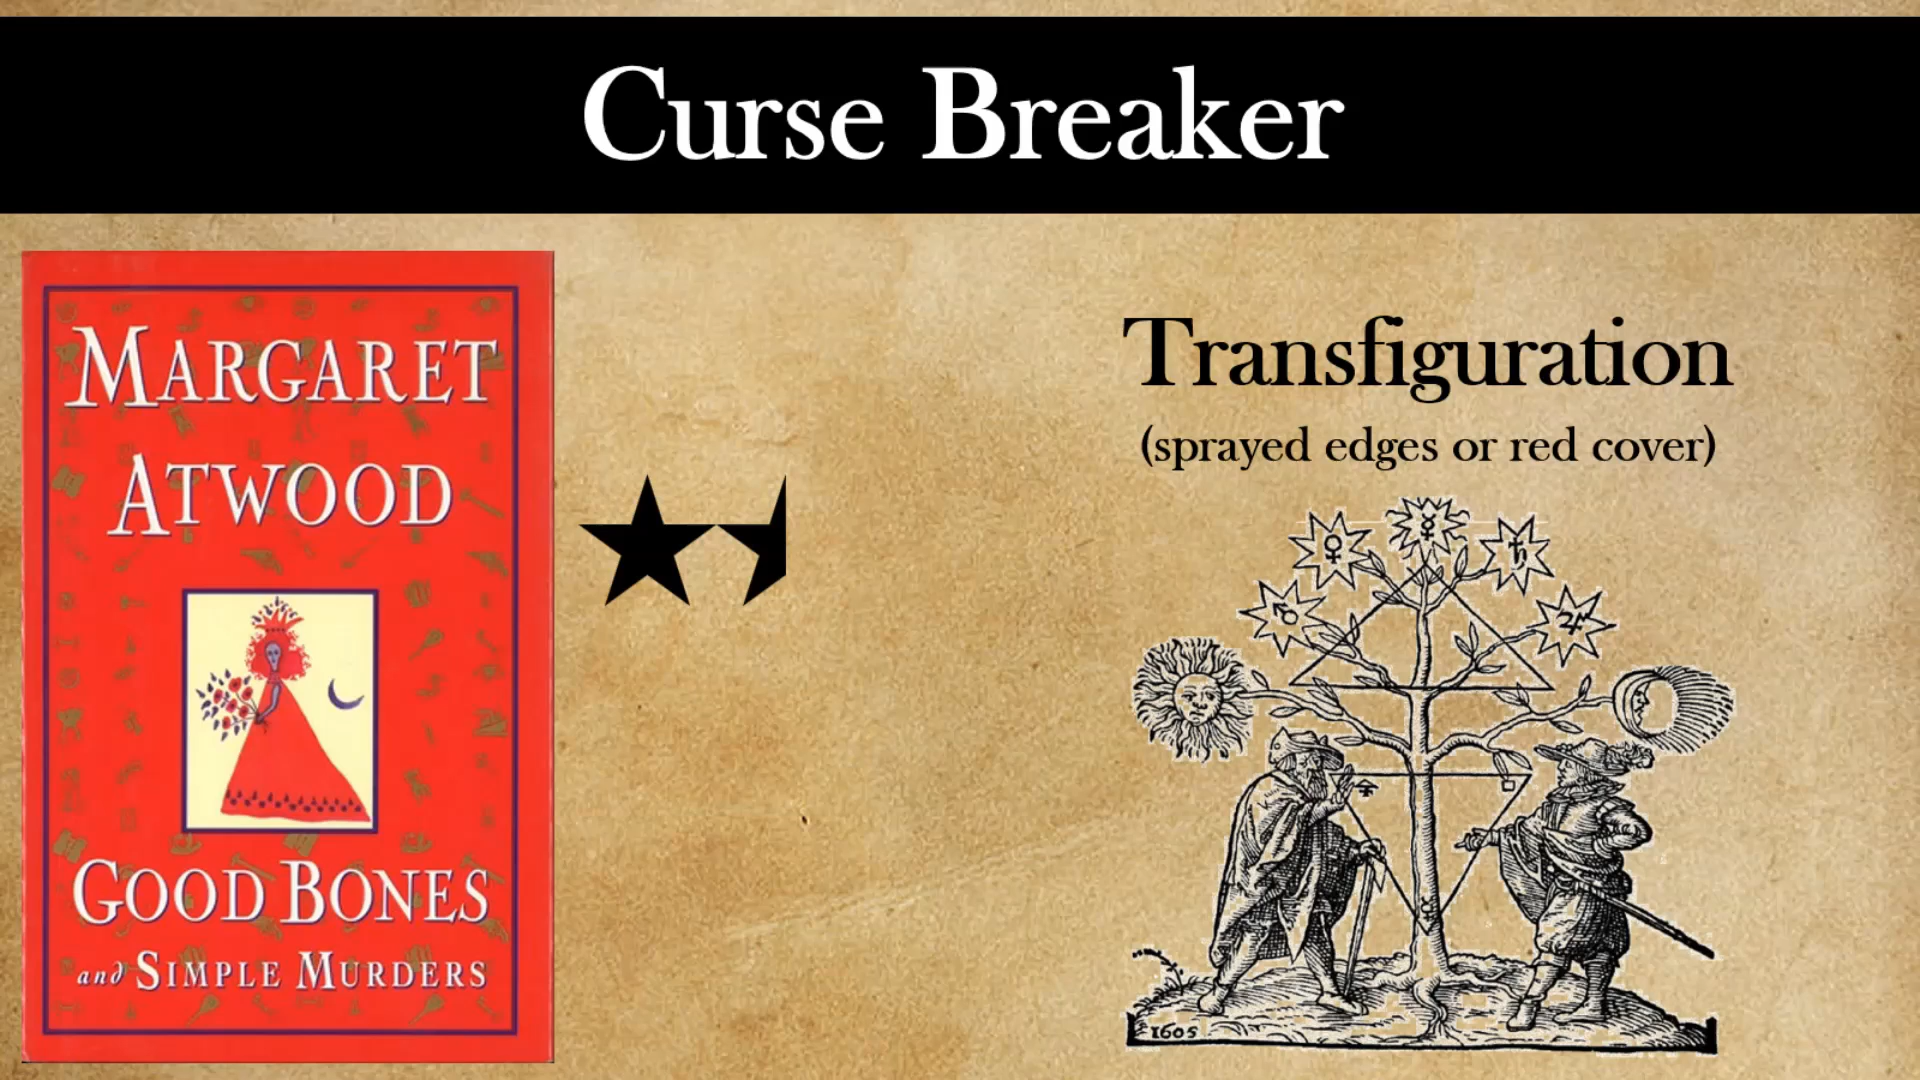 Curse Breaker
MARGARET
ATWOOD
GOOD BONES
and SIMPLE MURDERS
Transfiguration
(sprayed edges or red cover)
1605